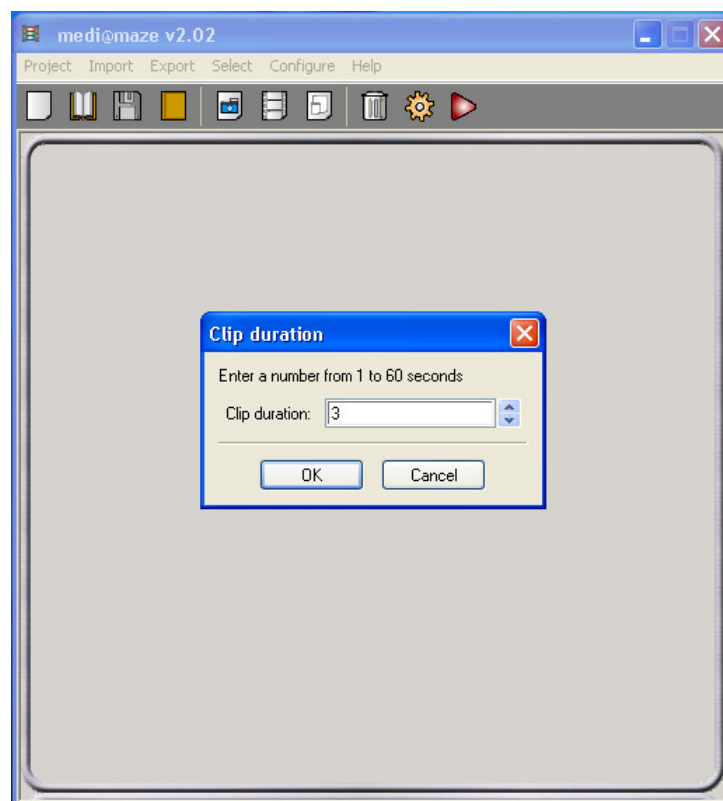 medi@maze v2.02
Project Import Export Select Configure Help
Clip duration
Enter a number from 1 to 60 seconds
Clip duration: 3
OK Cancel